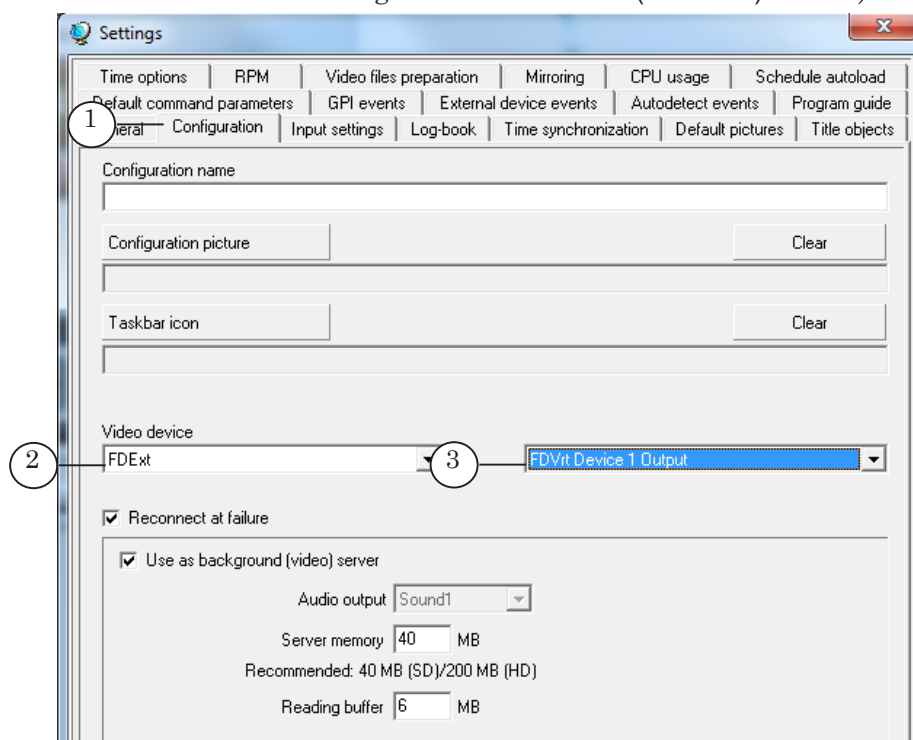 Settings
Time options RPM Video files preparation Mirroring CPU usage Schedule autoload
Default command parameters GPI events External device events Autodetect events Program guide
1 Configuration Input settings Log-book Time synchronization Default pictures Title objects
Configuration name
Configuration picture Clear
Taskbar icon Clear
Video device
2 FDExt 3 FDVrt Device 1 Output
Reconnect at failure
Use as background (video) server
Audio output Sound1
Server memory 40 MB
Recommended: 40 MB (SD)/200 MB (HD)
Reading buffer 6 MB